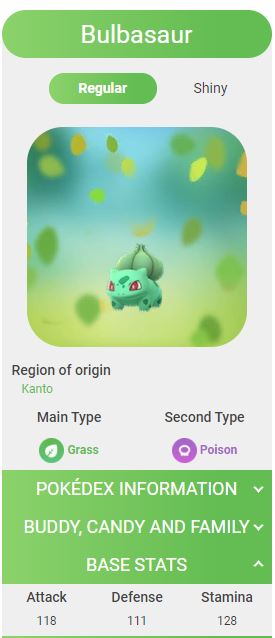 Bulbasaur
Regular Shiny
Region of origin
Kanto
Main Type Second Type
Grass Poison
POKÉDEX INFORMATION
BUDDY, CANDY AND FAMILY
BASE STATS
Attack Defense Stamina
118 111 128